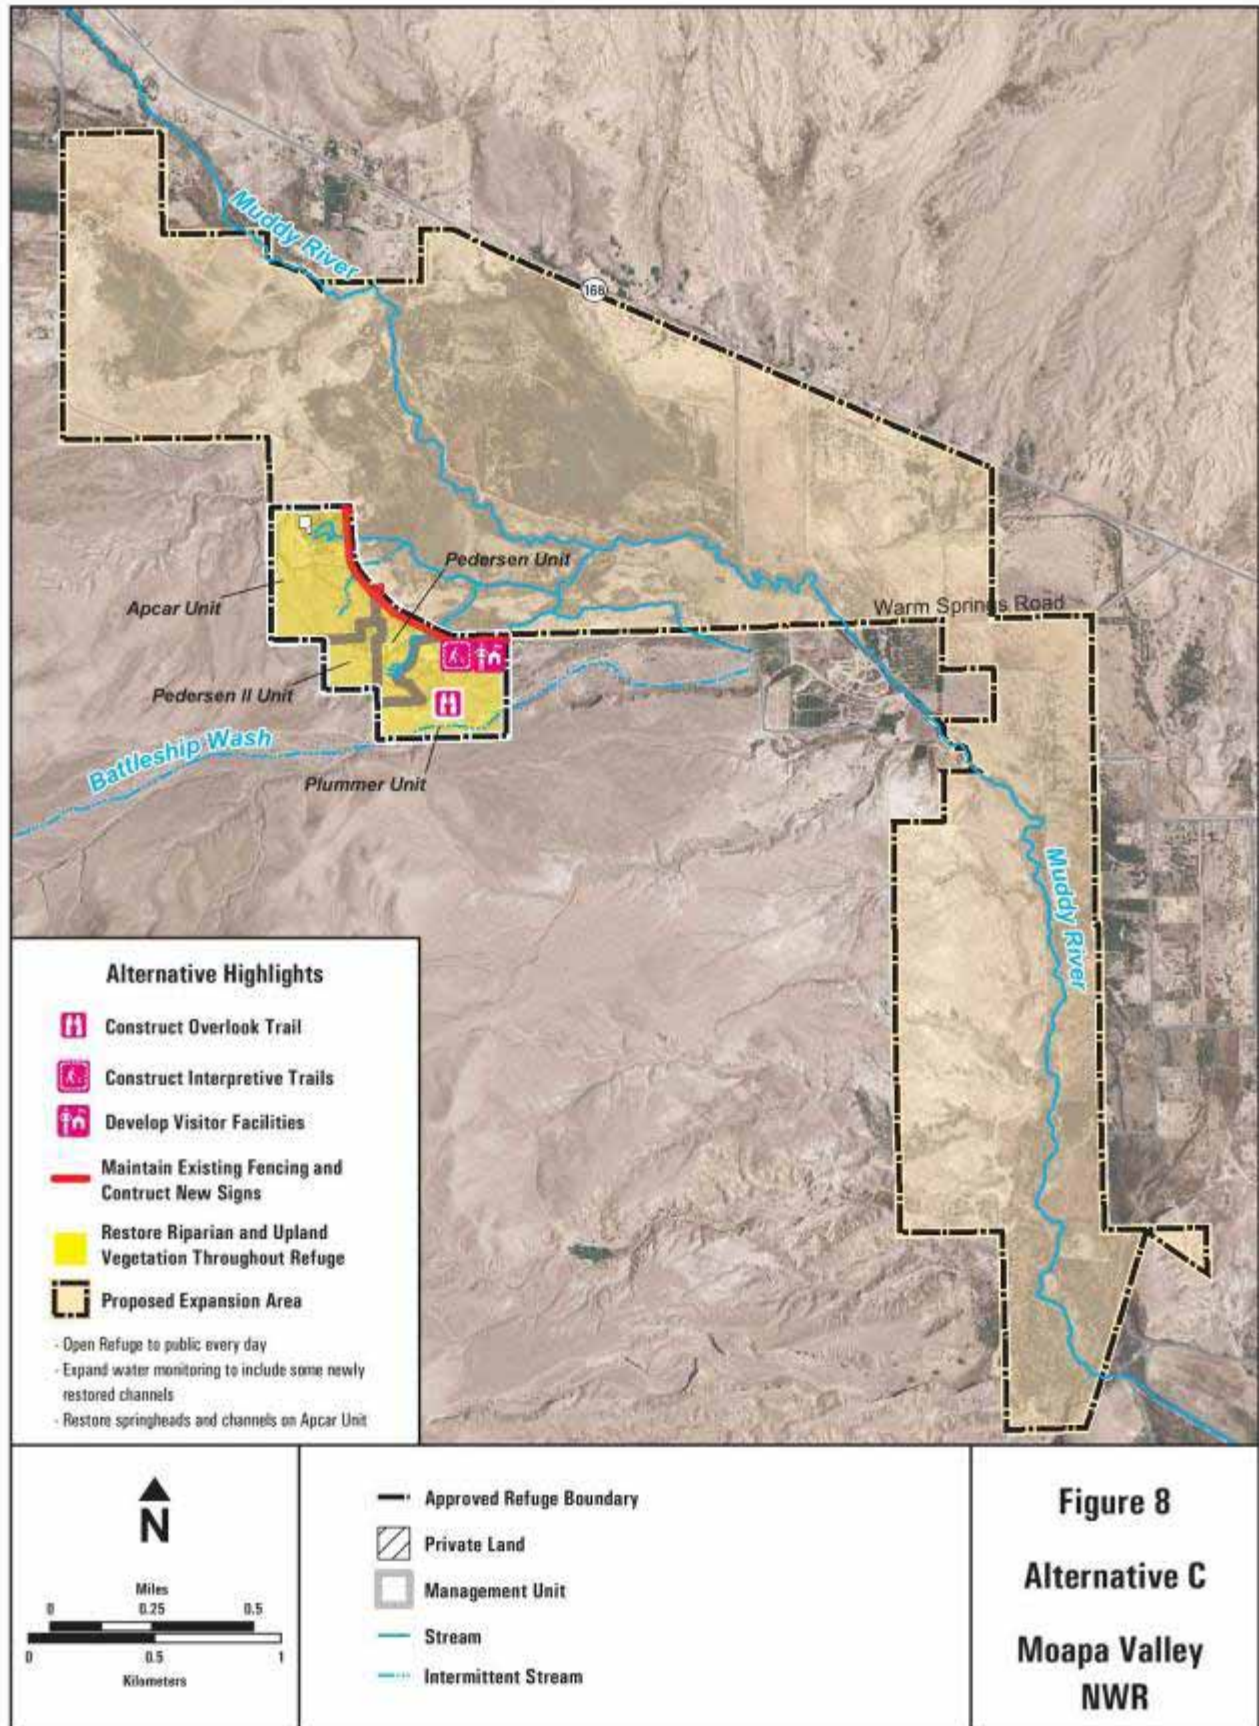 Muddy River
168
Pedersen Unit
Apcar Unit
Warm Springs Road
Pedersen II Unit
Battleship Wash
Plummer Unit
Muddy River
Alternative Highlights
Construct Overlook Trail
Construct Interpretive Trails
Develop Visitor Facilities
Maintain Existing Fencing and
Contruct New Signs
Restore Riparian and Upland
Vegetation Throughout Refuge
Proposed Expansion Area
- Open Refuge to public every day
- Expand water monitoring to include some newly
restored channels
- Restore springheads and channels on Apcar Unit
N
Miles
0 0.25 0.5
0 0.5 1
Kilometers
Approved Refuge Boundary
Private Land
Management Unit
Stream
Intermittent Stream
Figure 8
Alternative C
Moapa Valley
NWR